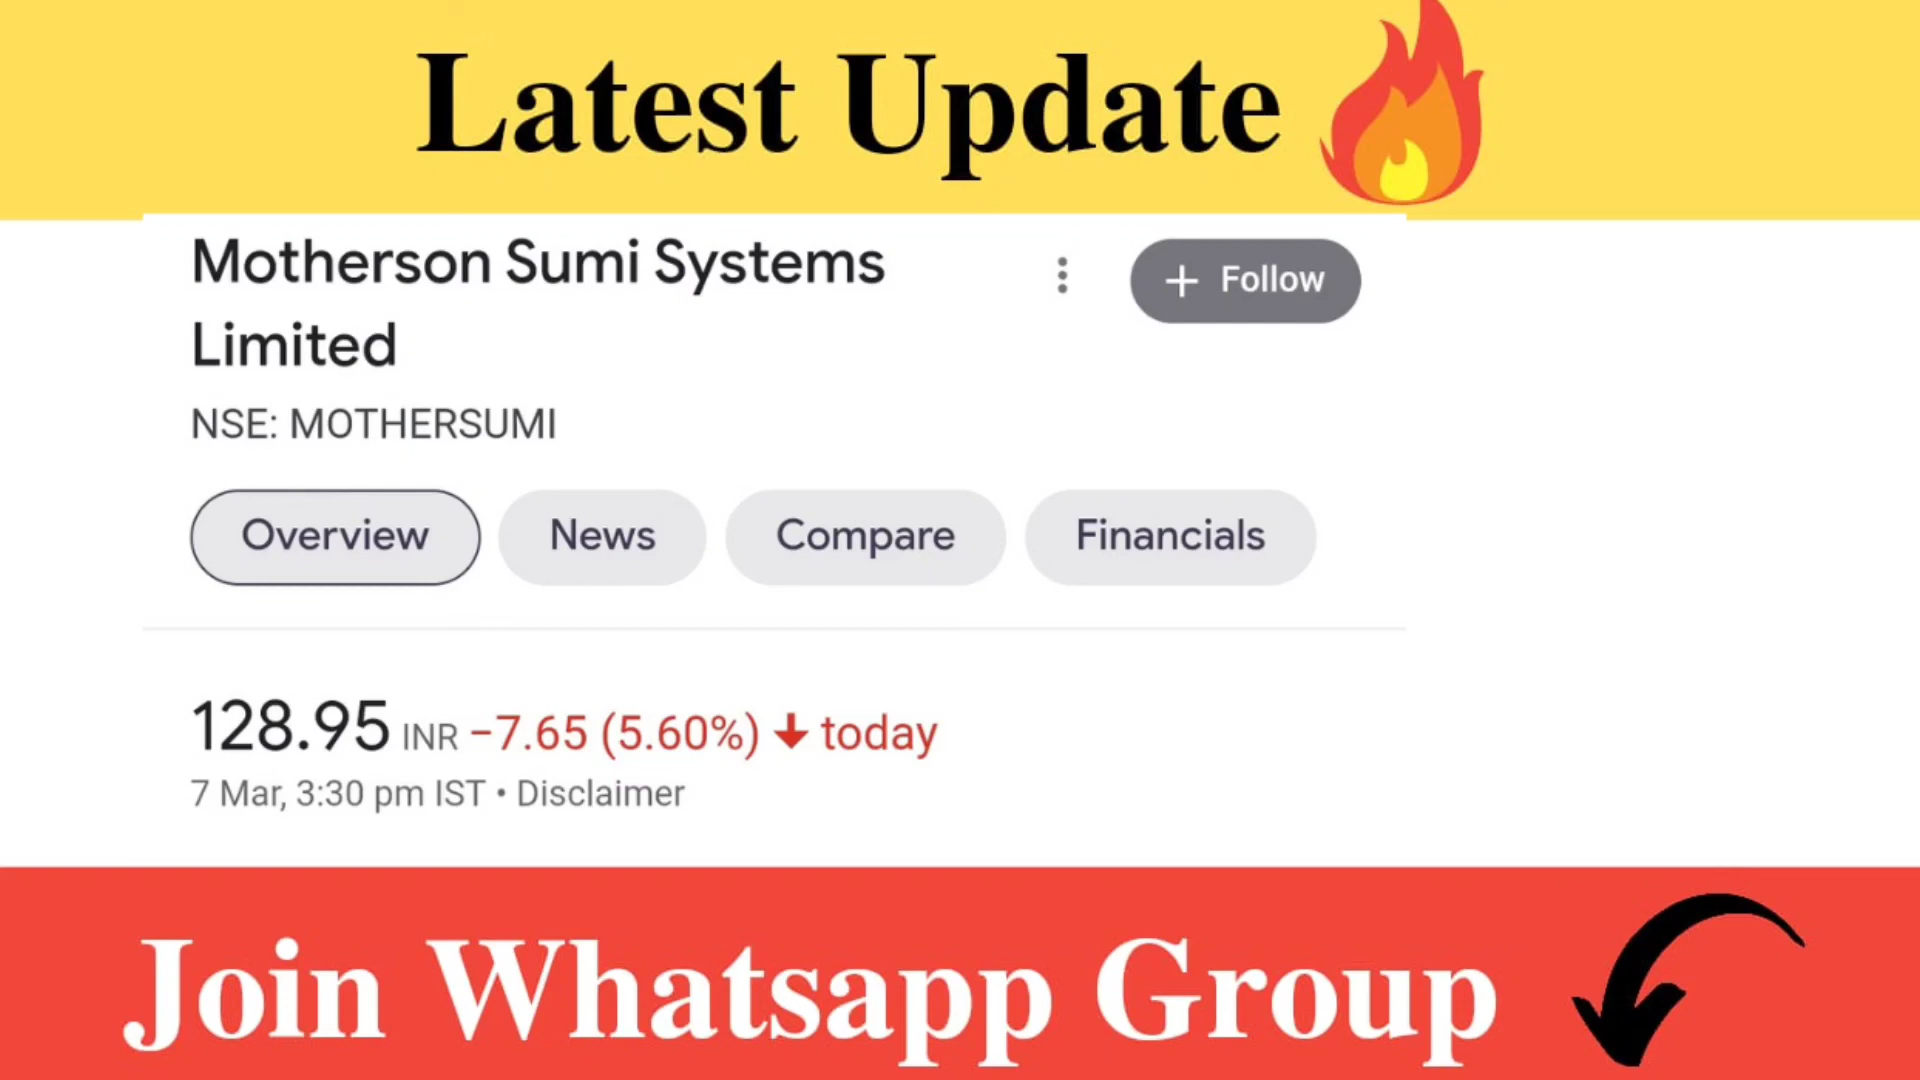 Latest Update
Motherson Sumi Systems
Limited
+ Follow
NSE: MOTHERSUMI
Overview News Compare Financials
128.95 INR −7.65 (5.60%) ↓ today
7 Mar, 3:30 pm IST • Disclaimer
Join Whatsapp Group